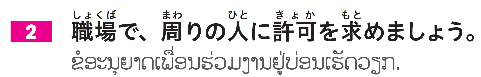 2 職場で、周りの人に許可を求めましょう。
ຂໍອະນຸຍາດເພື່ອນຮ່ວມງານຢູ່ບ່ອນເຮັດວຽກ.